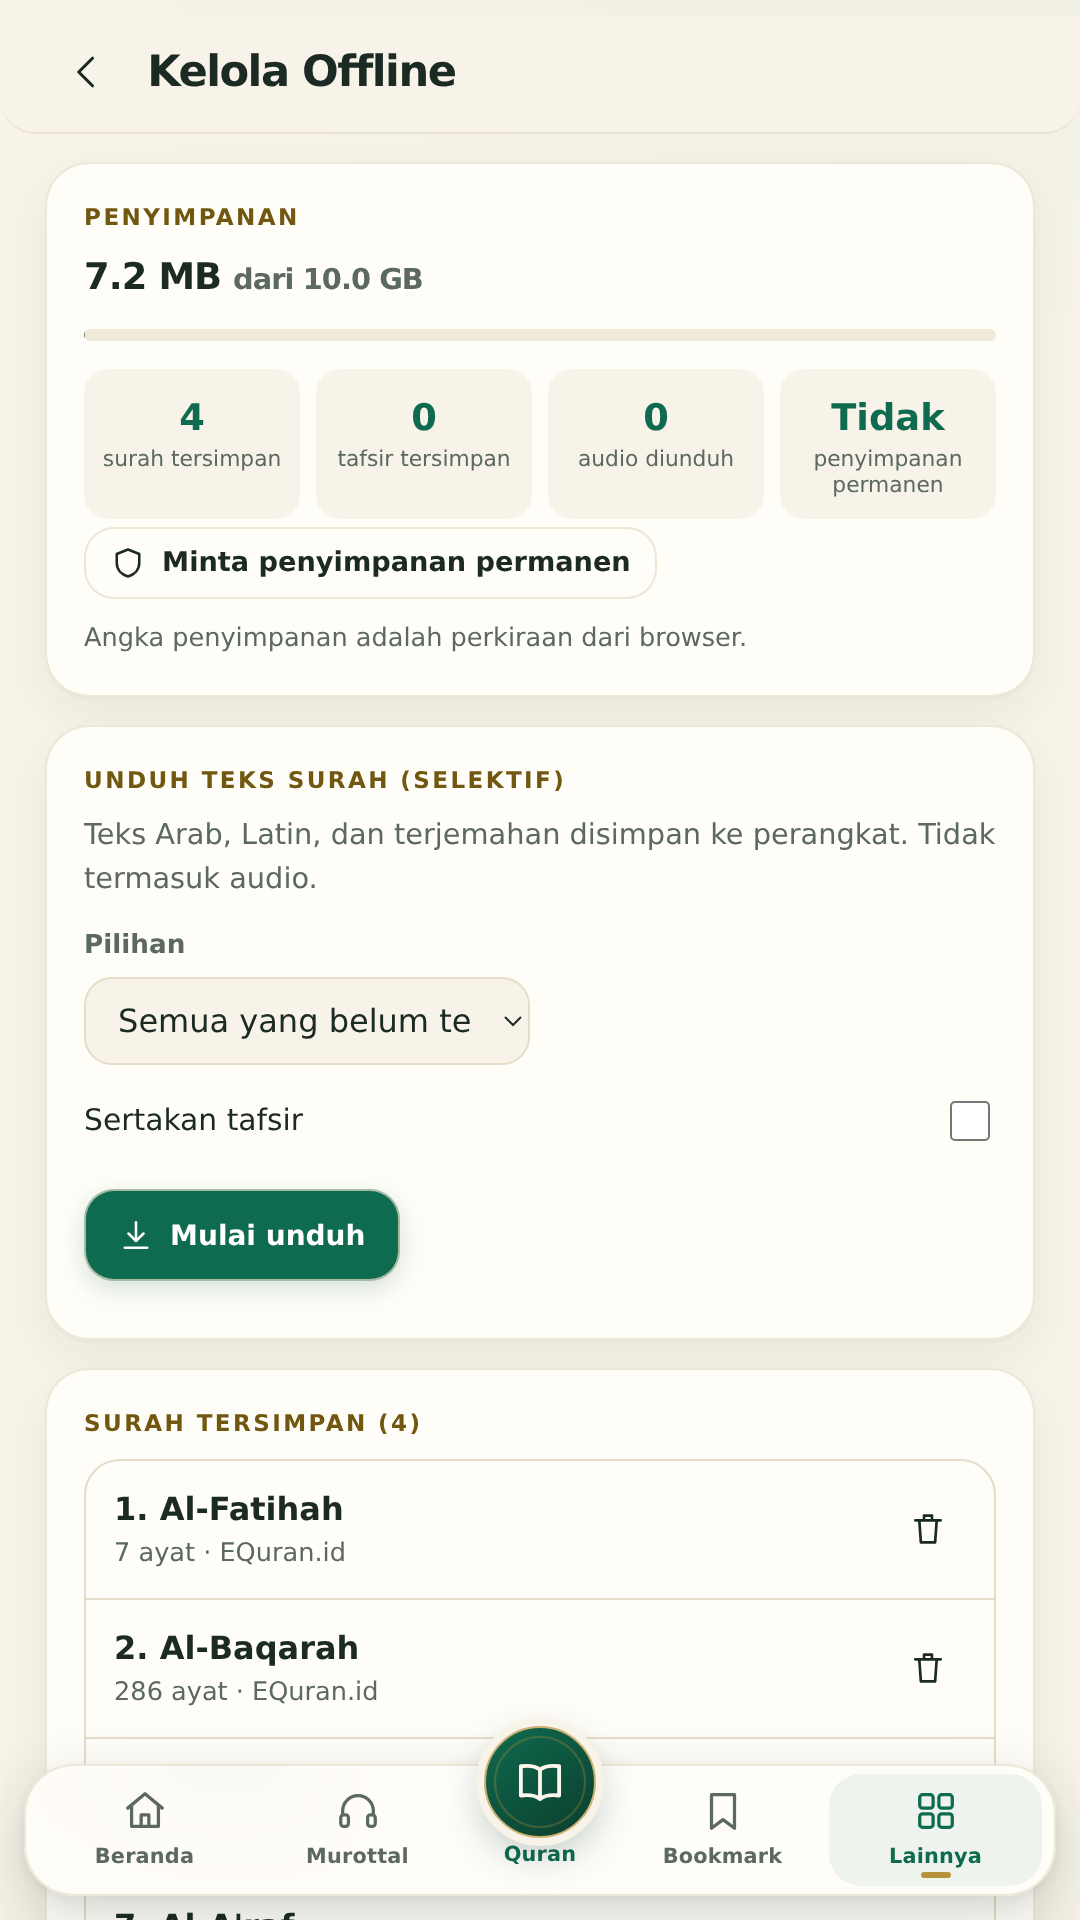 Kelola Offline
PENYIMPANAN
7.2 MB dari 10.0 GB
4
surah tersimpan
0
tafsir tersimpan
0
audio diunduh
Tidak
penyimpanan
permanen
Minta penyimpanan permanen
Angka penyimpanan adalah perkiraan dari browser.
UNDUH TEKS SURAH (SELEKTIF)
Teks Arab, Latin, dan terjemahan disimpan ke perangkat. Tidak
termasuk audio.
Pilihan
Semua yang belum te
Sertakan tafsir
Mulai unduh
SURAH TERSIMPAN (4)
1. Al-Fatihah
7 ayat · EQuran.id
2. Al-Baqarah
286 ayat · EQuran.id
Beranda
Murottal
Quran
Bookmark
Lainnya